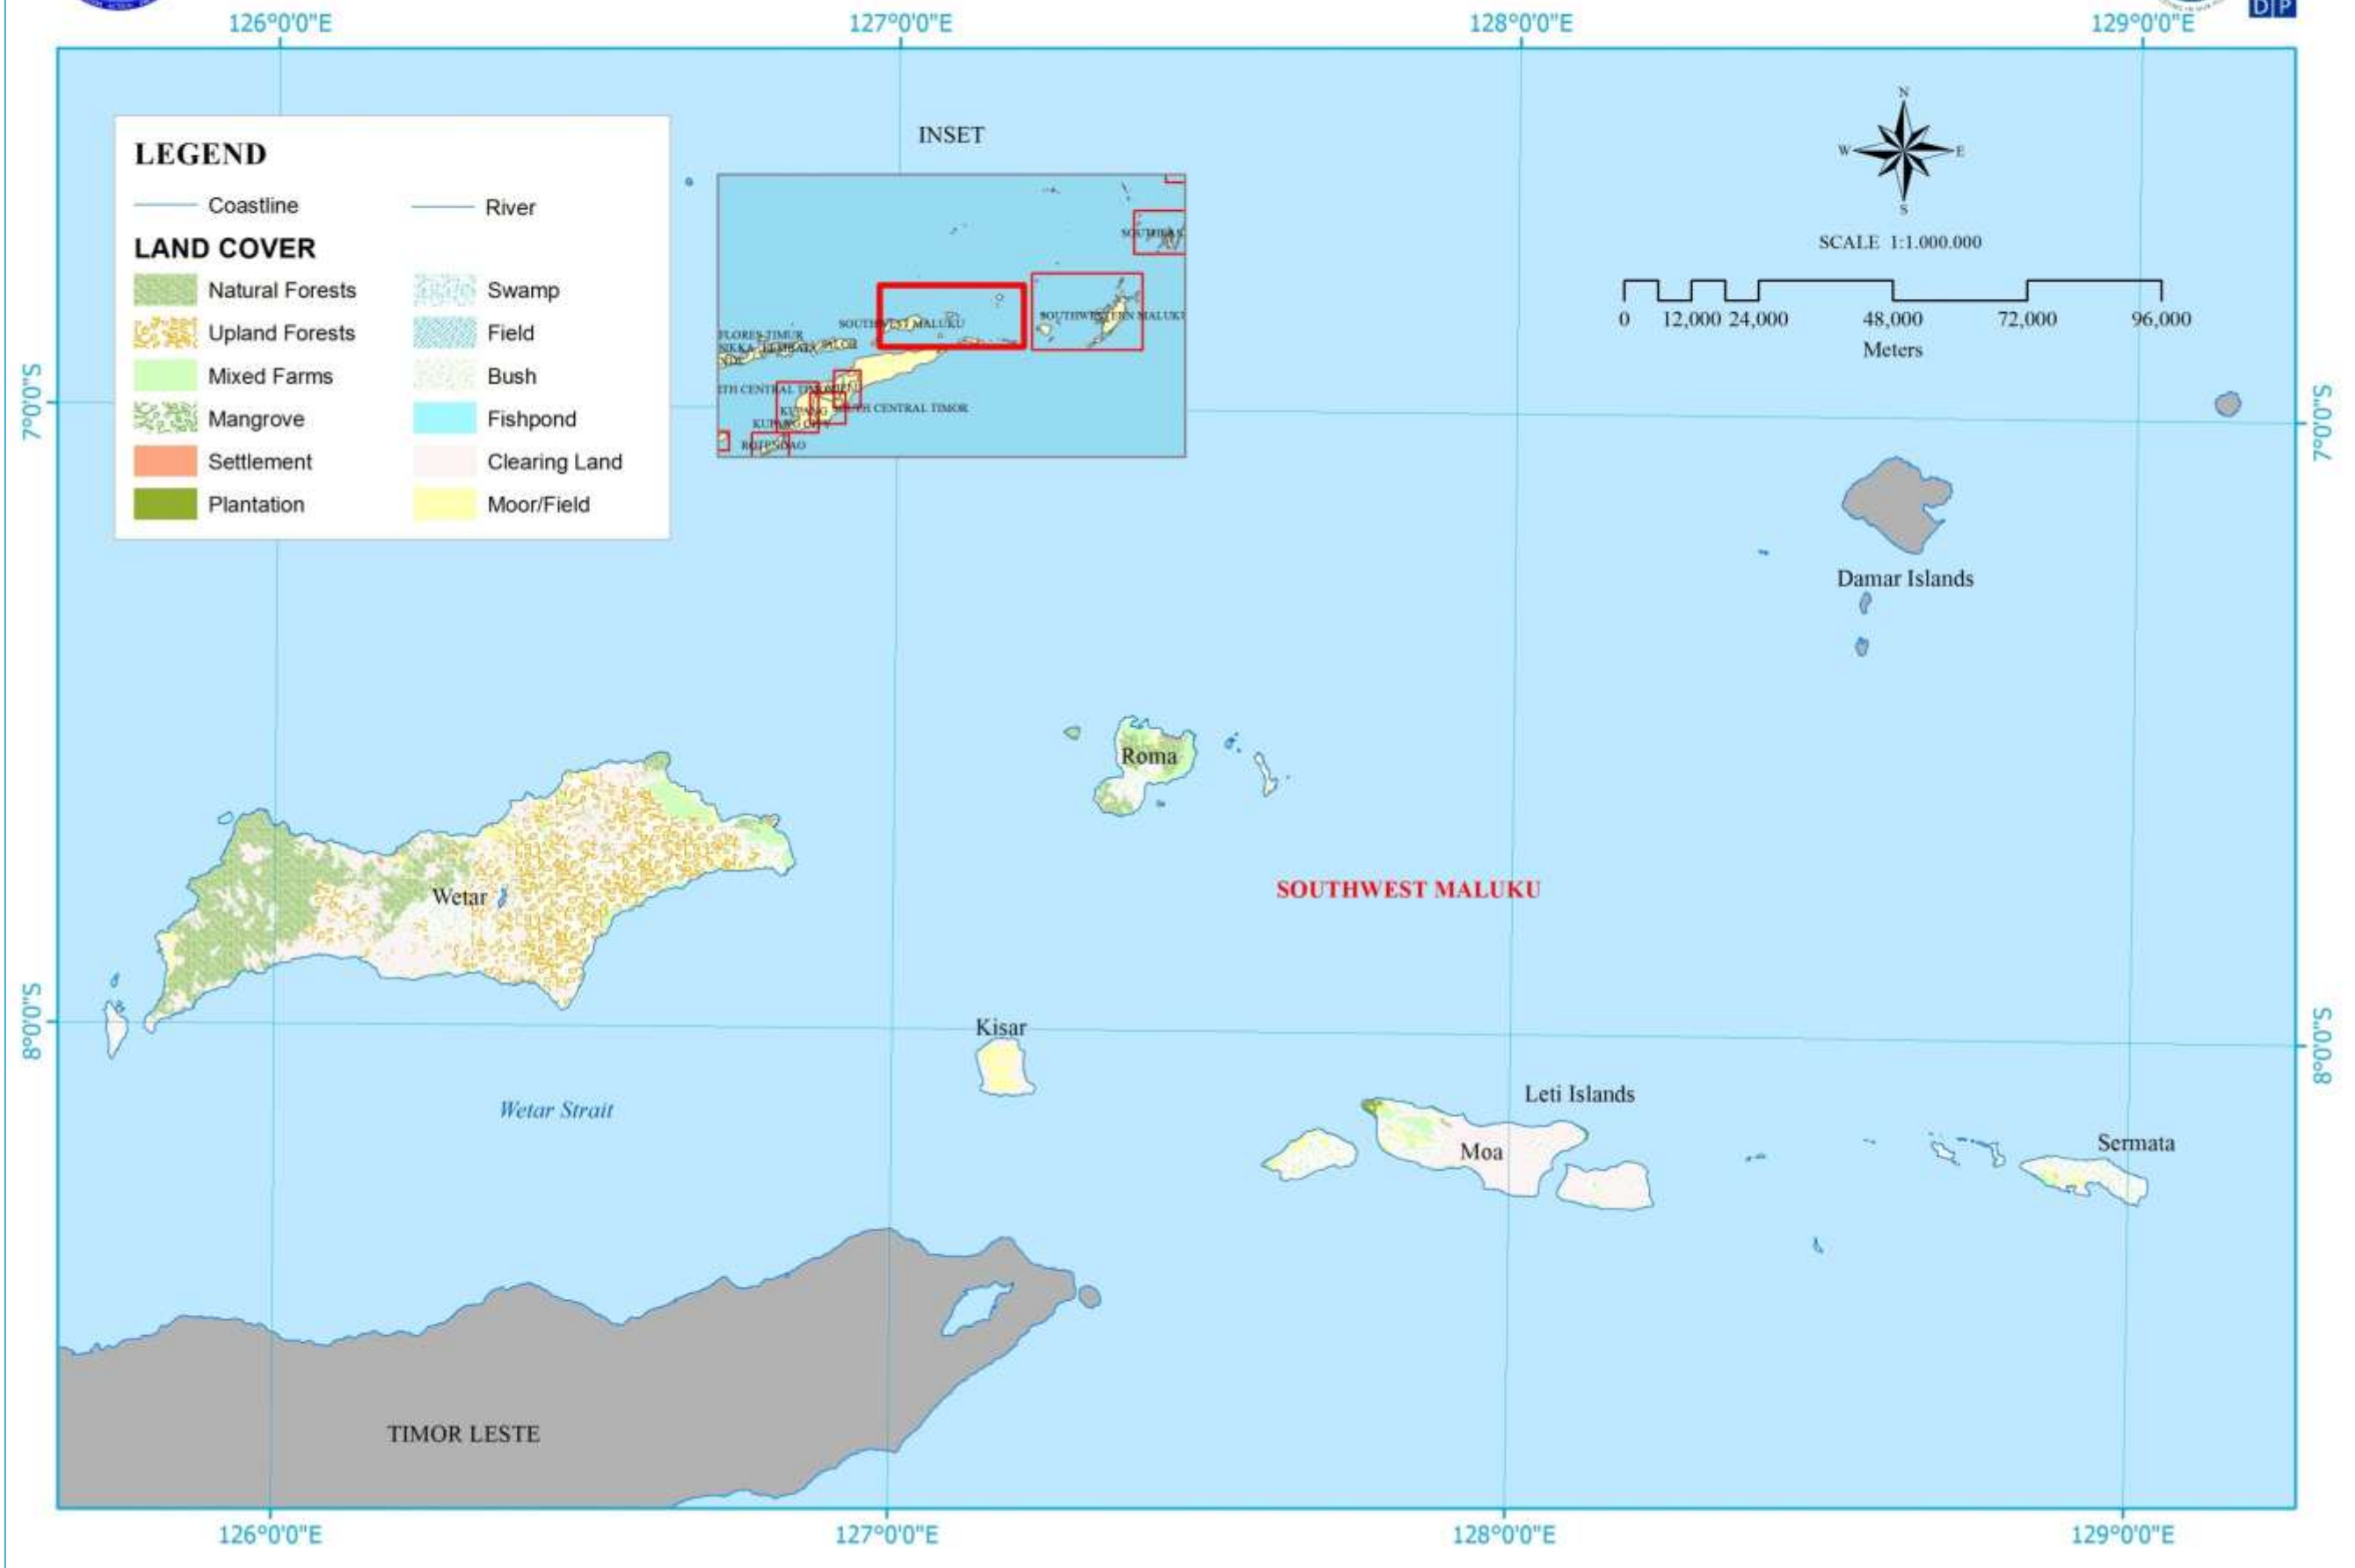 126°0'0"E 127°0'0"E 128°0'0"E 129°0'0"E
D P
INSET
LEGEND
Coastline River
LAND COVER
Natural Forests Swamp
Upland Forests Field
Mixed Farms Bush
Mangrove Fishpond
Settlement Clearing Land
Plantation Moor/Field
N
W E
S
SCALE 1:1.000.000
0 12,000 24,000 48,000 72,000 96,000
Meters
SOUTHWEST MALUKU
FLORES TIMUR
SOUTH CENTRAL TIMOR
KUPANG
7°0'0"S 7°0'0"S
Damar Islands
Roma
Wetar
SOUTHWEST MALUKU
8°0'0"S 8°0'0"S
Kisar
Wetar Strait
Leti Islands
Moa
Sermata
TIMOR LESTE
126°0'0"E 127°0'0"E 128°0'0"E 129°0'0"E